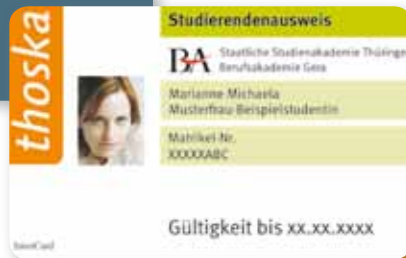 thoska
Studierendenausweis
BA Staatliche Studienakademie Thüringe
Berufsakademie Gera
Marianne Michaela
Musterfrau-Beispielstudentin
Matrikel-Nr.
XXXXXABC
Gültigkeit bis xx.xx.xxxx